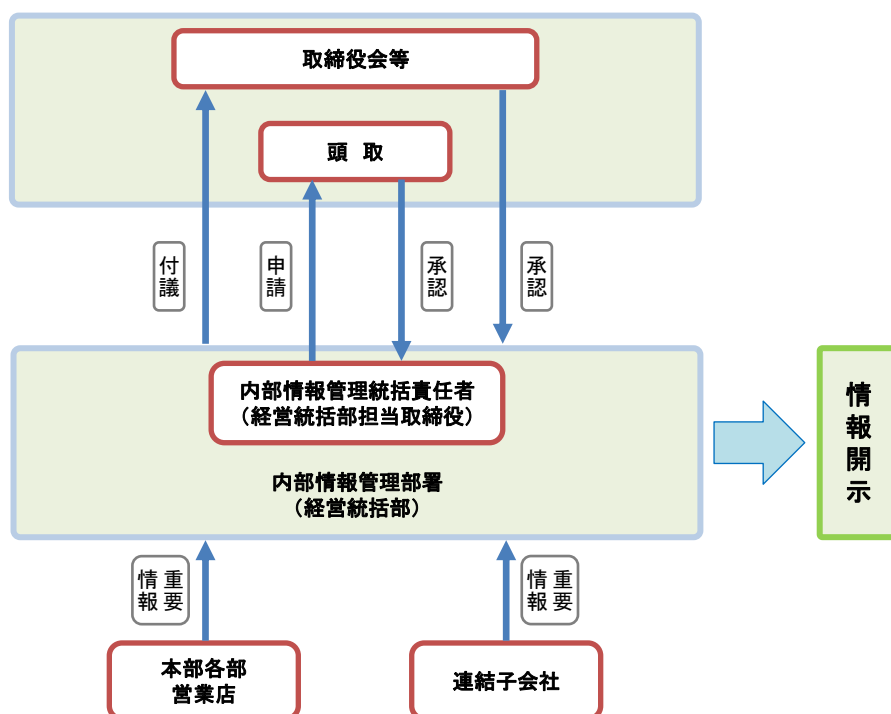 取締役会等
頭 取
付議
申請
承認
承認
内部情報管理統括責任者
（経営統括部担当取締役）
内部情報管理部署
（経営統括部）
情報開示
重要
情報
重要
情報
本部各部
営業店
連結子会社